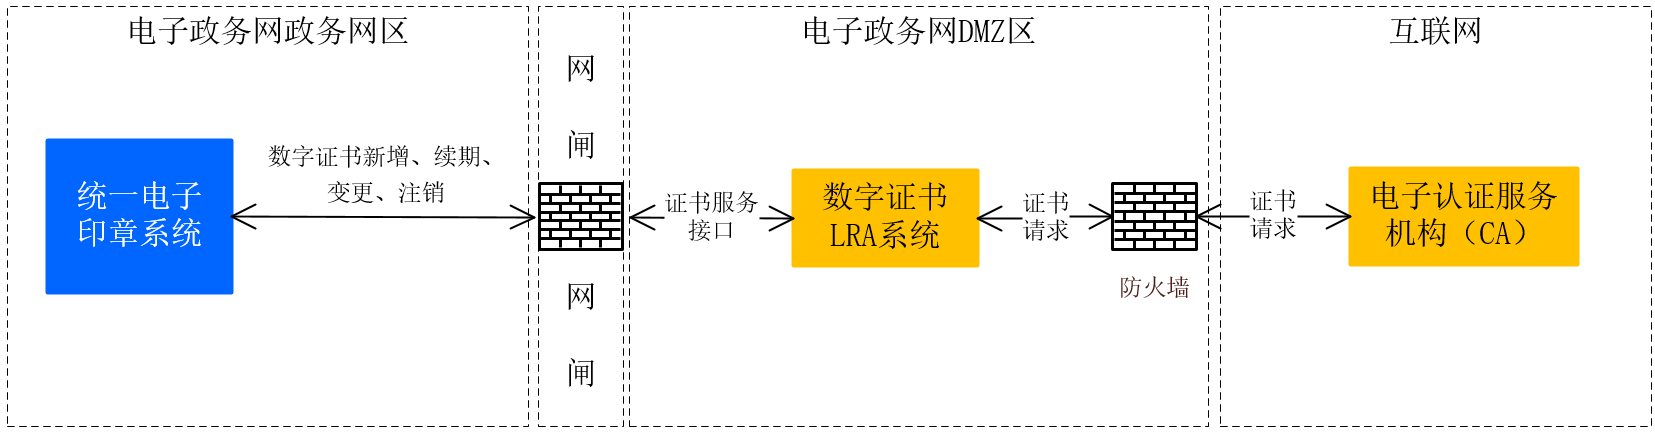 电子政务网政务网区
统一电子
印章系统
数字证书新增、续期、
变更、注销
网
闸
网
闸
电子政务网DMZ区
证书服务
接口
数字证书
LRA系统
证书
请求
防火墙
互联网
证书
请求
电子认证服务
机构（CA）